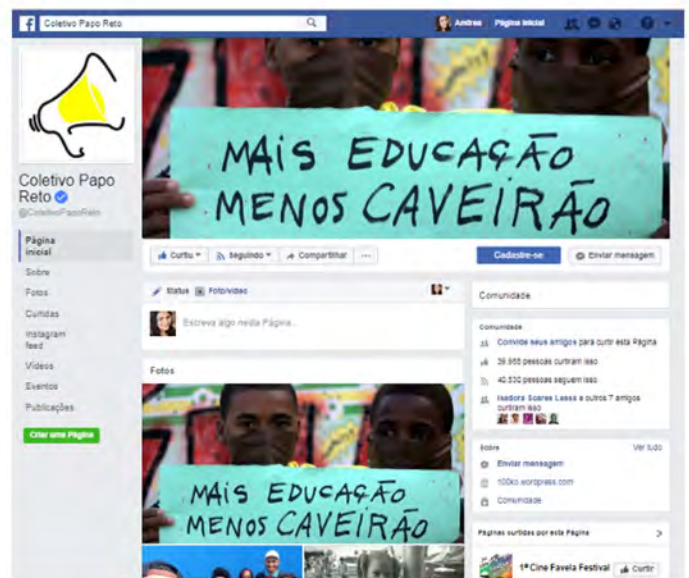 Coletivo Papo Reto
Andrea Página inicial
MAIS EDUCAÇÃO
MENOS CAVEIRÃO
Coletivo Papo
Reto
@ColetivoPapoReto
Página
inicial
Sobre
Fotos
Curtidas
Instagram
feed
Vídeos
Eventos
Publicações
Criar uma Página
Curtiu Seguindo Compartilhar ...
Cadastre-se Enviar mensagem
Status Foto/vídeo
Escreva algo nesta Página...
Fotos
MAIS EDUCAÇÃO
MENOS CAVEIRÃO
Comunidade
Comunidade
Convide seus amigos para curtir esta Página
39.955 pessoas curtiram isso
40.530 pessoas seguem isso
e outros 7 amigos
curtiram isso
Sobre Ver tudo
Enviar mensagem
100ko.wordpress.com
Comunidade
Páginas curtidas por esta Página
1º Cine Favela Festival Curtir